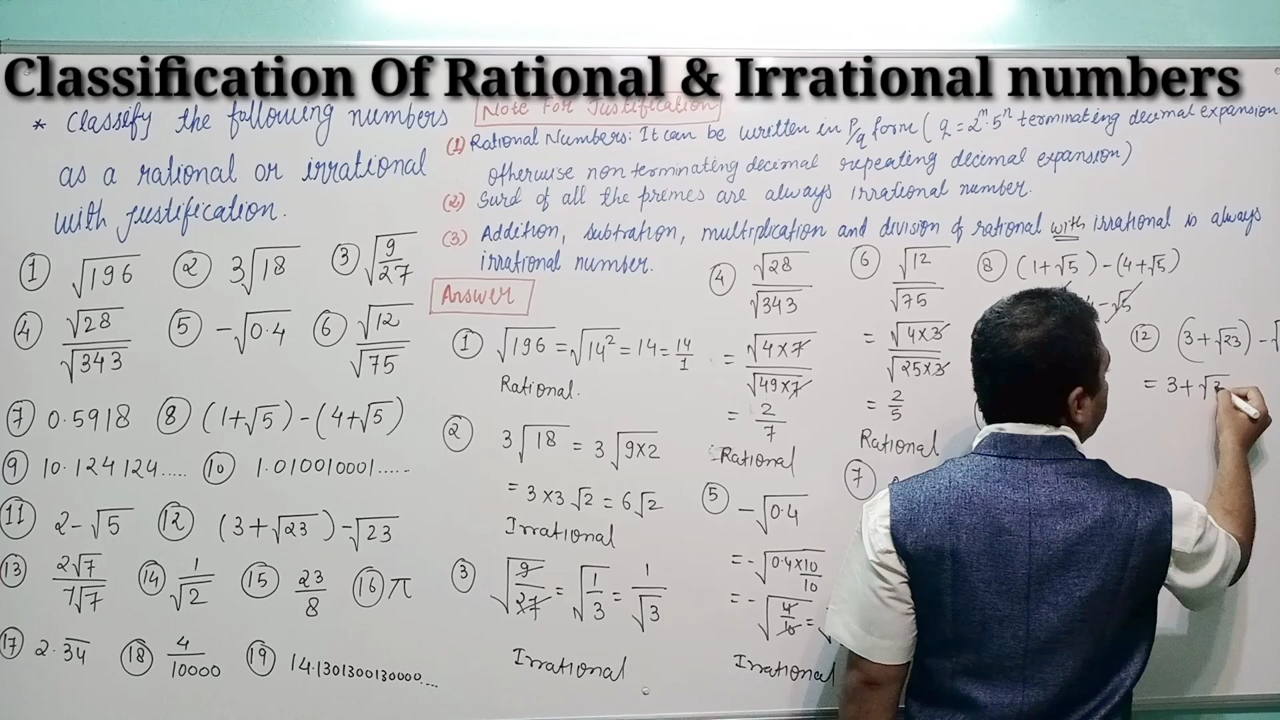 Classification Of Rational & Irrational numbers
* Classify the following numbers
as a rational or irrational
with justification.
① √196 ② 3√18 ③ √9/27
④ √28/√343 ⑤ -√0.4 ⑥ √12/√75
⑦ 0.5918 ⑧ (1+√5)-(4+√5)
⑨ 10.124124..... ⑩ 1.010010001.....
⑪ 2-√5 ⑫ (3+√23)-√23
⑬ 2√7/7√7 ⑭ 1/√2 ⑮ 23/8 ⑯ π
⑰ 2.3̅4̅ ⑱ 4/10000 ⑲ 14.1301300130000....
Note For Justification
(1) Rational Numbers: It can be written in P/q form ( q = 2ⁿ.5ⁿ terminating decimal expansion
otherwise non terminating decimal repeating decimal expansion)
(2) Surd of all the primes are always irrational number.
(3) Addition, subtration, multiplication and division of rational with irrational is always
irrational number.
Answer
① √196 = √14² = 14 = 14/1
Rational.
② 3√18 = 3√9×2
= 3×3√2 = 6√2
Irrational
③ √9/27 = √1/3 = 1/√3
Irrational
④ √28/√343
= √4×7/√49×7
= 2/7
Rational
⑤ -√0.4
= -√0.4×10/10
= -√4/10 =
Irrational
⑥ √12/√75
= √4×3/√25×3
= 2/5
Rational
⑦
⑧ (1+√5)-(4+√5)
-√5
⑫ (3+√23)-√
= 3+√2